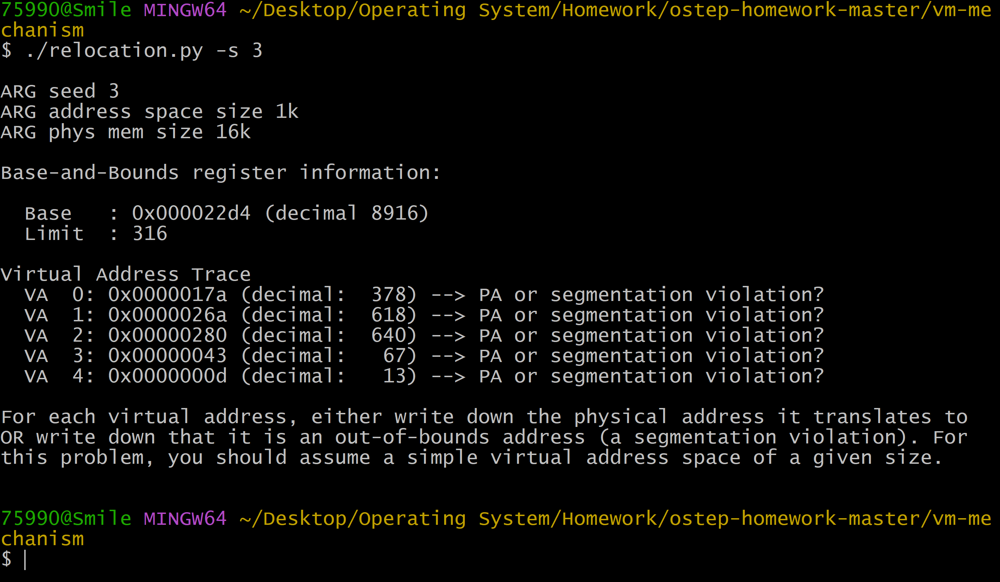 75990@Smile MINGW64 ~/Desktop/Operating System/Homework/ostep-homework-master/vm-me
chanism
$ ./relocation.py -s 3
ARG seed 3
ARG address space size 1k
ARG phys mem size 16k
Base-and-Bounds register information:
  Base   : 0x000022d4 (decimal 8916)
  Limit  : 316
Virtual Address Trace
  VA  0: 0x0000017a (decimal:  378) --> PA or segmentation violation?
  VA  1: 0x0000026a (decimal:  618) --> PA or segmentation violation?
  VA  2: 0x00000280 (decimal:  640) --> PA or segmentation violation?
  VA  3: 0x00000043 (decimal:   67) --> PA or segmentation violation?
  VA  4: 0x0000000d (decimal:   13) --> PA or segmentation violation?
For each virtual address, either write down the physical address it translates to
OR write down that it is an out-of-bounds address (a segmentation violation). For
this problem, you should assume a simple virtual address space of a given size.
75990@Smile MINGW64 ~/Desktop/Operating System/Homework/ostep-homework-master/vm-me
chanism
$